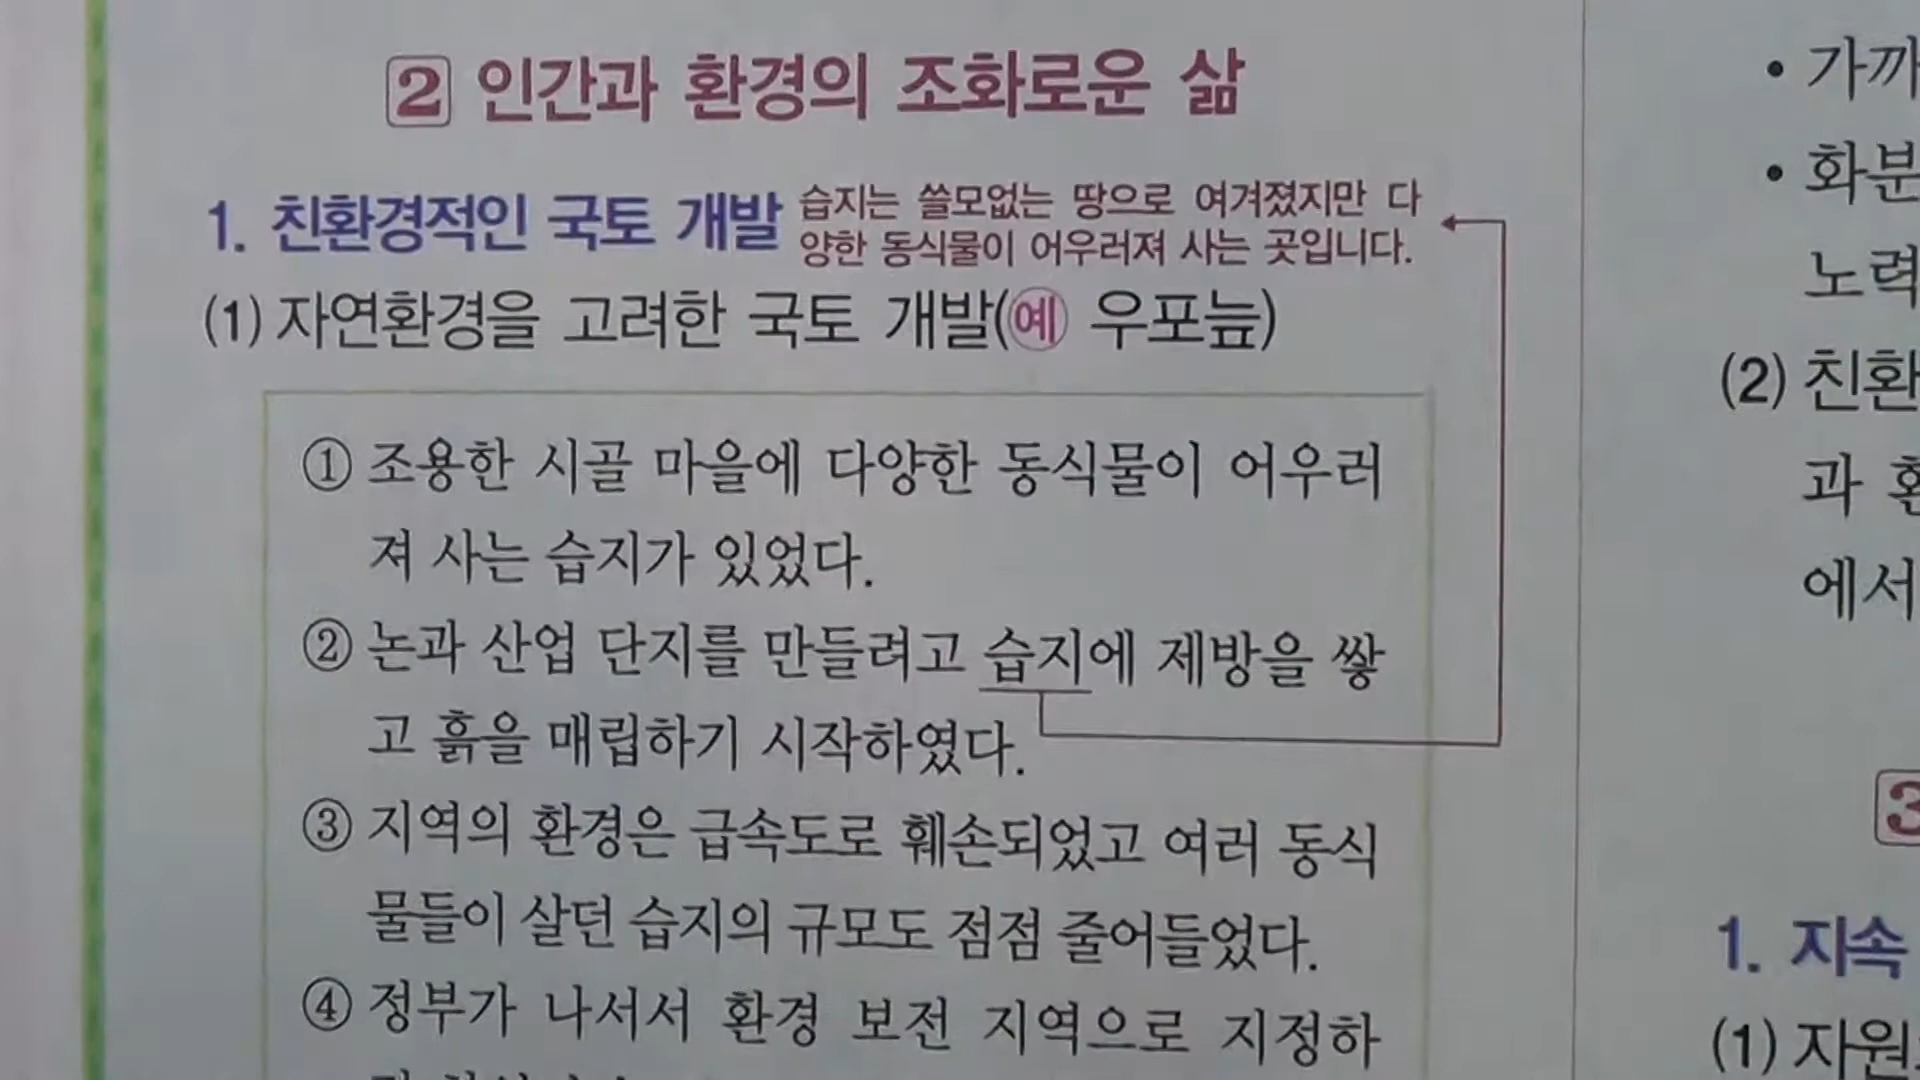 2 인간과 환경의 조화로운 삶
1. 친환경적인 국토 개발
습지는 쓸모없는 땅으로 여겨졌지만 다
양한 동식물이 어우러져 사는 곳입니다.
(1) 자연환경을 고려한 국토 개발(예 우포늪)
① 조용한 시골 마을에 다양한 동식물이 어우러
져 사는 습지가 있었다.
② 논과 산업 단지를 만들려고 습지에 제방을 쌓
고 흙을 매립하기 시작하였다.
③ 지역의 환경은 급속도로 훼손되었고 여러 동식
물들이 살던 습지의 규모도 점점 줄어들었다.
④ 정부가 나서서 환경 보전 지역으로 지정하
• 가까
• 화분
노력
(2) 친환
과 환
에서
3
1. 지속
(1) 자원